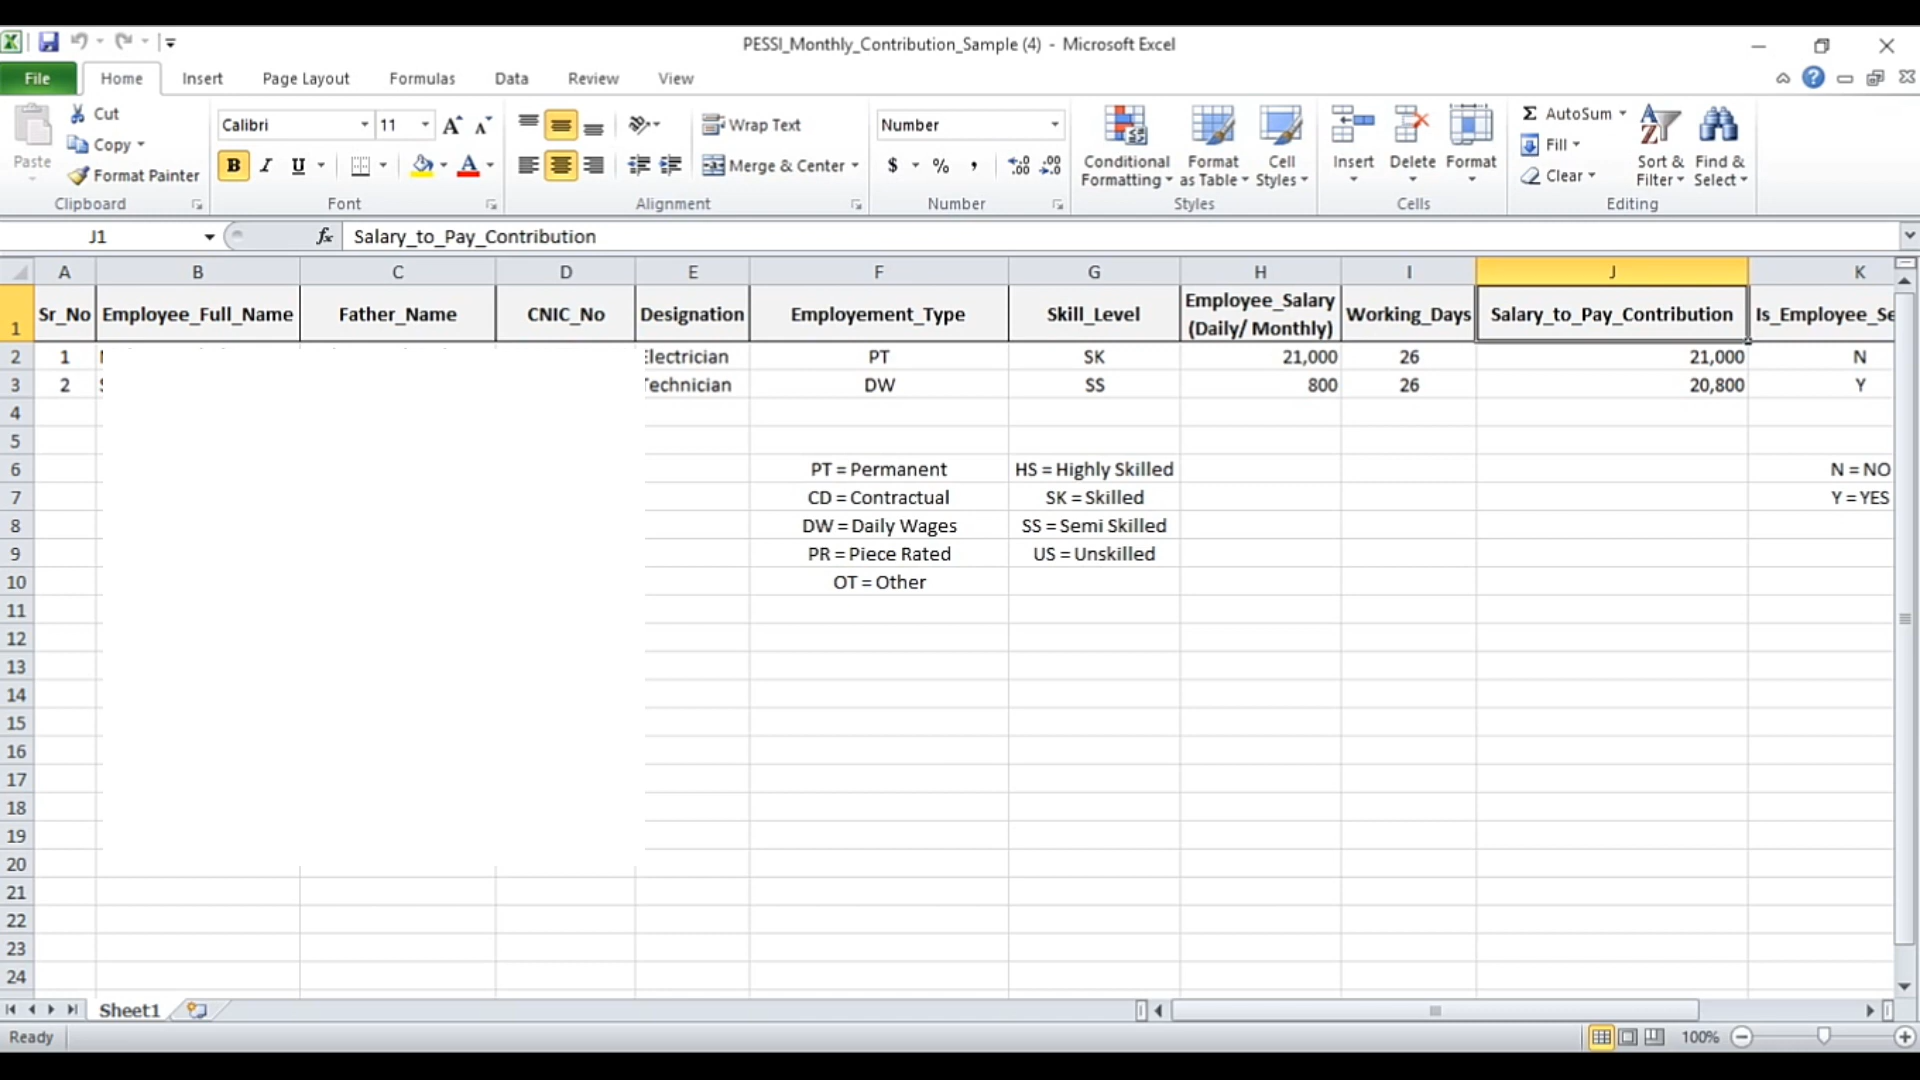 PESSI_Monthly_Contribution_Sample (4) - Microsoft Excel
File Home Insert Page Layout Formulas Data Review View
Paste
Cut
Copy
Format Painter
Clipboard
Calibri 11
B I U A
Font
Wrap Text
Merge & Center
Alignment
Number
$ % ,
Number
Conditional Formatting
Format as Table
Cell Styles
Styles
Insert Delete Format
Cells
Σ AutoSum
Fill
Clear
Sort & Filter
Find & Select
Editing
J1 fx Salary_to_Pay_Contribution
A B C D E F G H I J K
1 Sr_No Employee_Full_Name Father_Name CNIC_No Designation Employement_Type Skill_Level Employee_Salary (Daily/ Monthly) Working_Days Salary_to_Pay_Contribution Is_Employee_Se
2 1 Electrician PT SK 21,000 26 21,000 N
3 2 Technician DW SS 800 26 20,800 Y
4
5
6 PT = Permanent HS = Highly Skilled N = NO
7 CD = Contractual SK = Skilled Y = YES
8 DW = Daily Wages SS = Semi Skilled
9 PR = Piece Rated US = Unskilled
10 OT = Other
11
12
13
14
15
16
17
18
19
20
21
22
23
24
Sheet1
Ready 100%